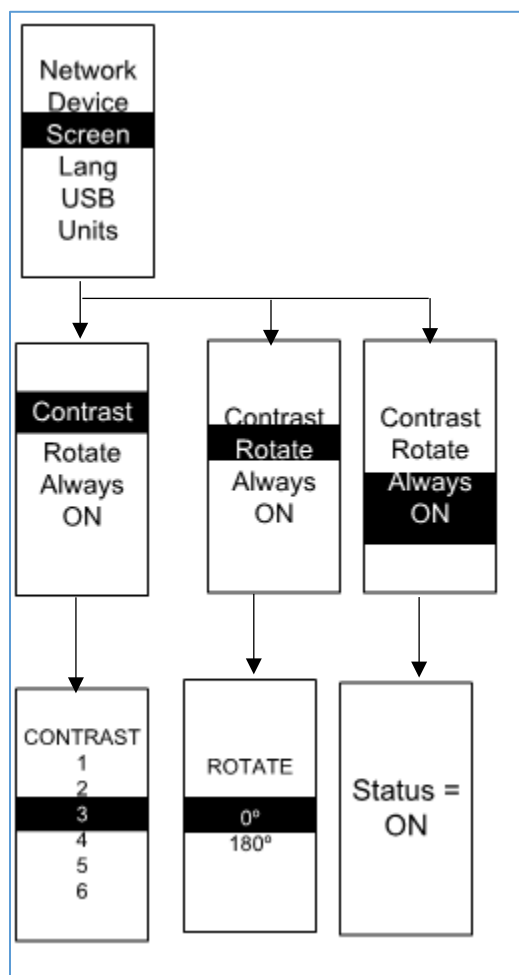 Network
Device
Screen
Lang
USB
Units
Contrast
Rotate
Always
ON
Contrast
Rotate
Always
ON
Contrast
Rotate
Always
ON
CONTRAST
1
2
3
4
5
6
ROTATE
0º
180º
Status =
ON